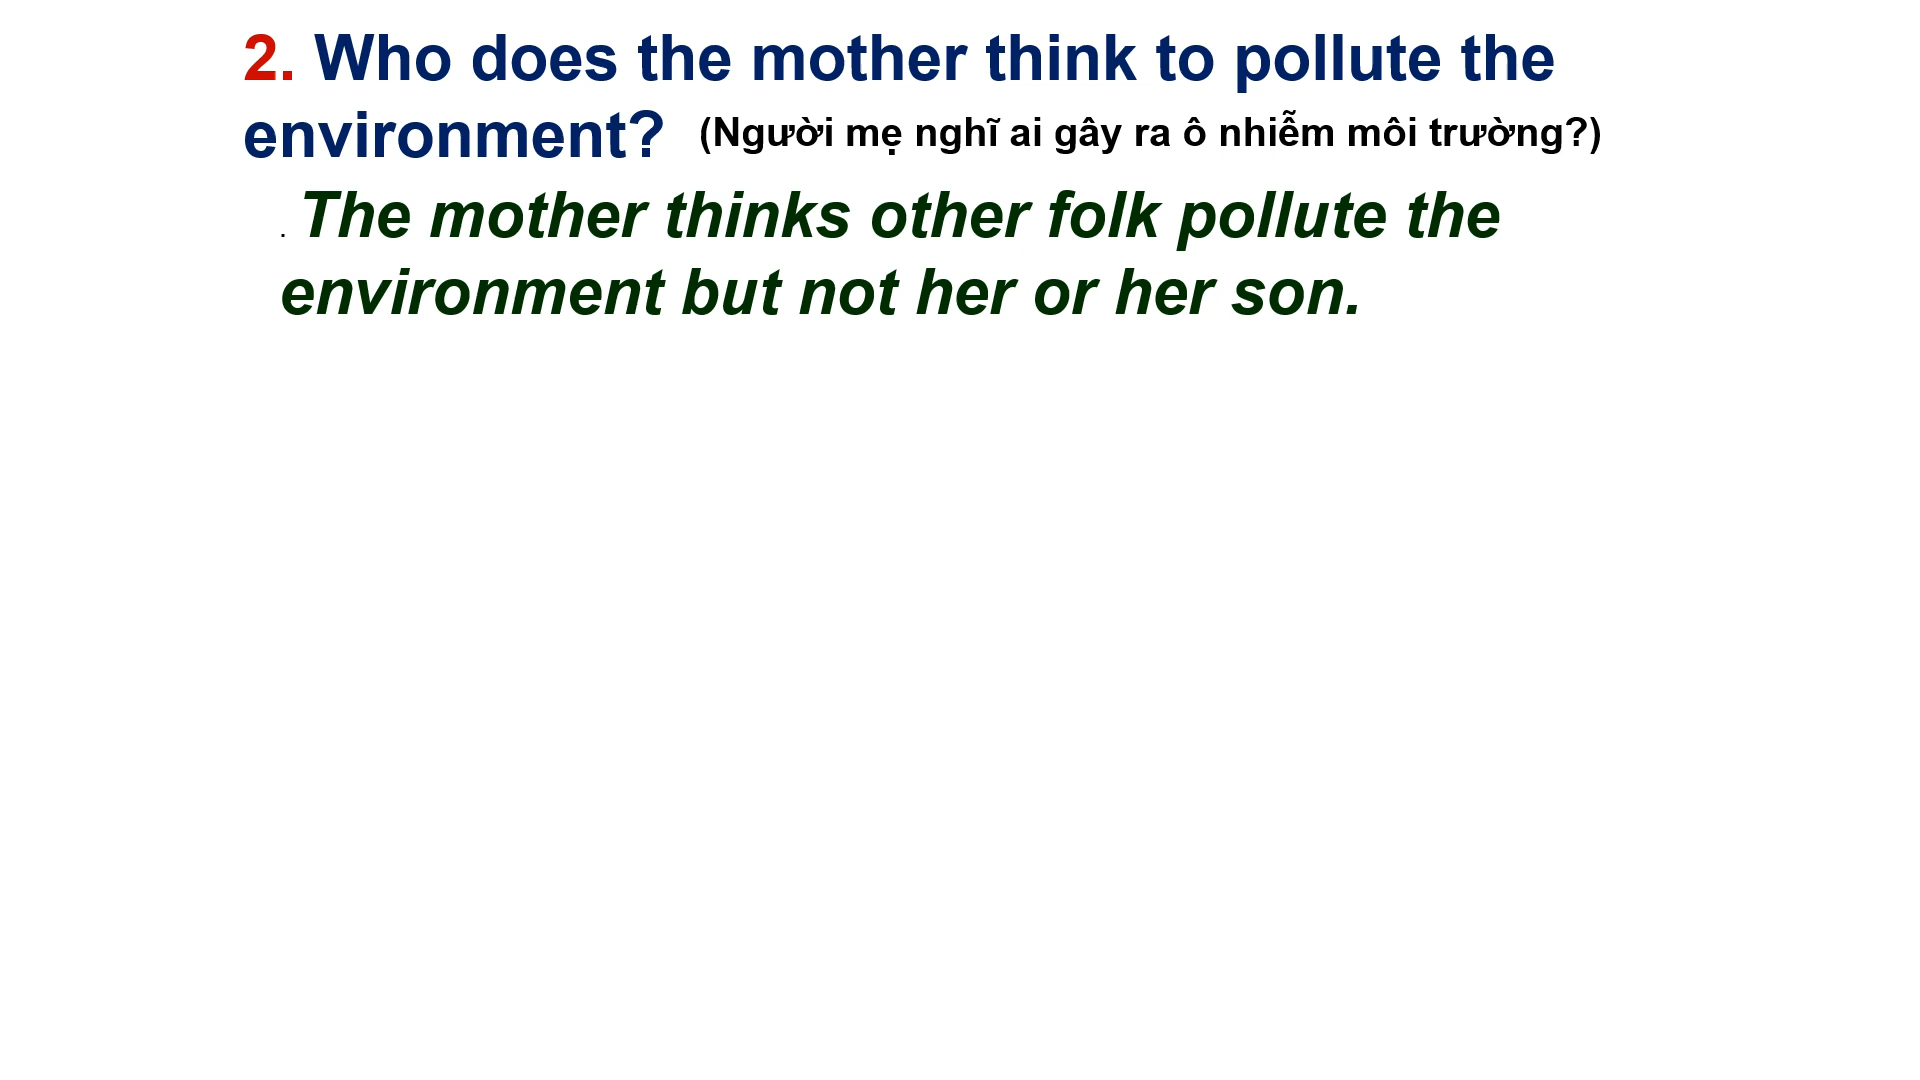 2. Who does the mother think to pollute the
environment? (Người mẹ nghĩ ai gây ra ô nhiễm môi trường?)
. The mother thinks other folk pollute the
environment but not her or her son.